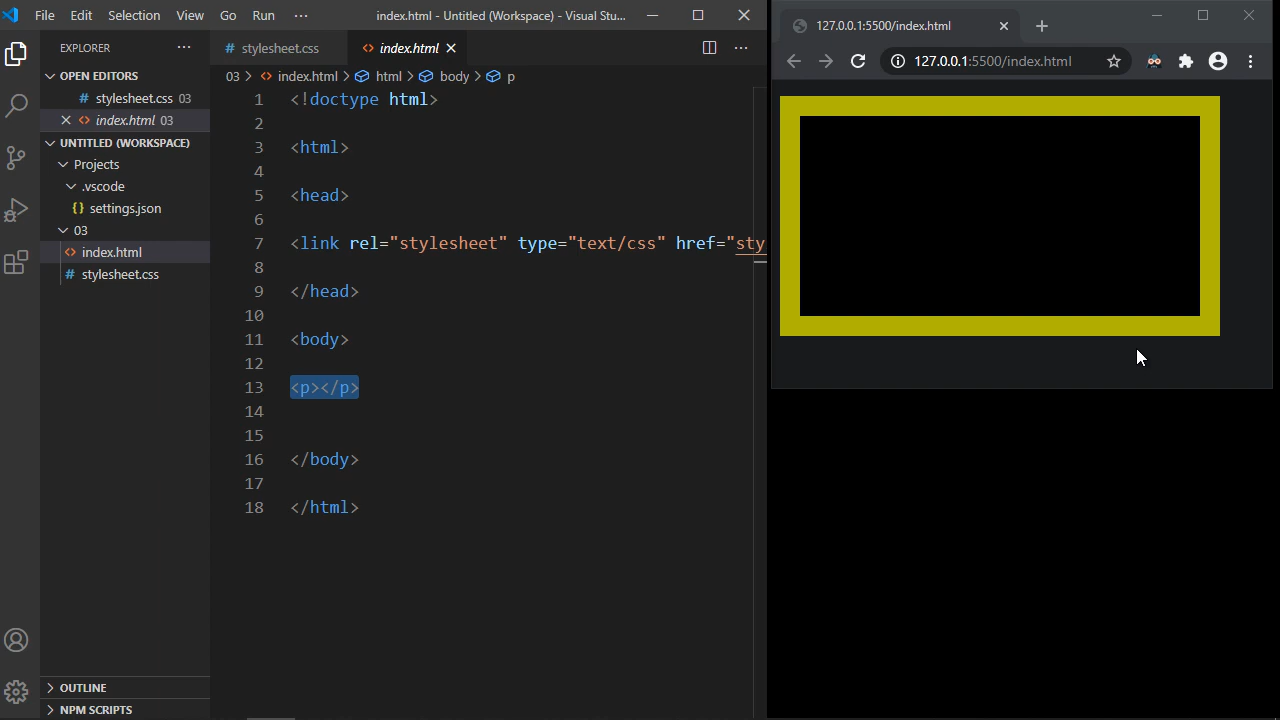 File Edit Selection View Go Run ··· index.html - Untitled (Workspace) - Visual Stu...
EXPLORER ···
OPEN EDITORS
# stylesheet.css 03
index.html 03
UNTITLED (WORKSPACE)
Projects
.vscode
{} settings.json
03
<> index.html
# stylesheet.css
OUTLINE
NPM SCRIPTS
# stylesheet.css <> index.html
03 > <> index.html > html > body > p
1 <!doctype html>
2
3 <html>
4
5 <head>
6
7 <link rel="stylesheet" type="text/css" href="sty
8
9 </head>
10
11 <body>
12
13 <p></p>
14
15
16 </body>
17
18 </html>
127.0.0.1:5500/index.html
127.0.0.1:5500/index.html